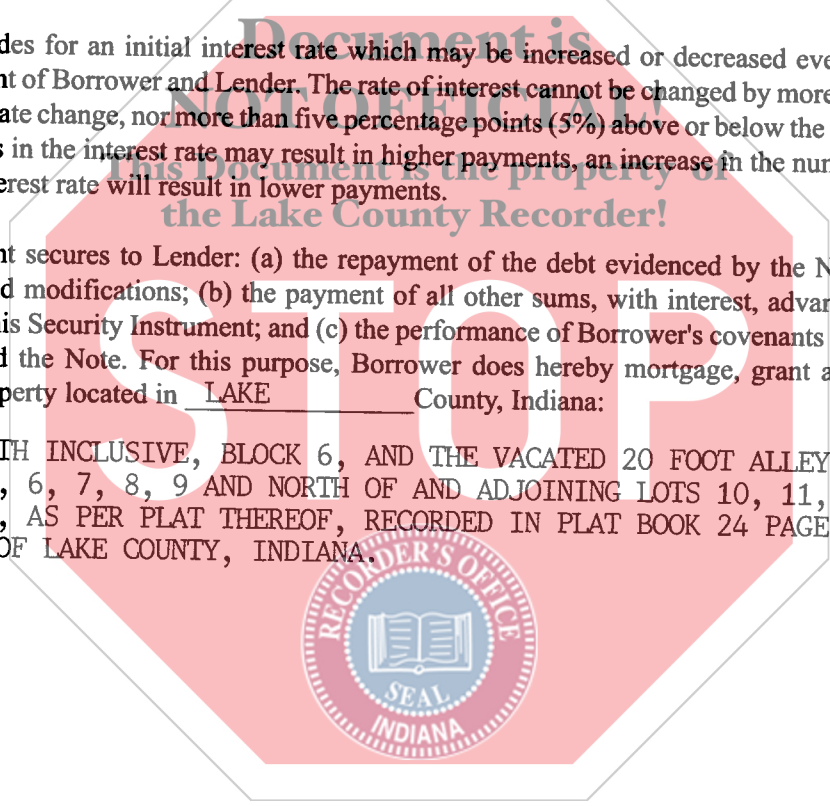 Document is
des for an initial interest rate which may be increased or decreased eve
nt of Borrower and Lender. The rate of interest cannot be changed by more
NOT OFFICIAL!
ate change, nor more than five percentage points (5%) above or below the
s in the interest rate may result in higher payments, an increase in the nu
This Document is the property of
erest rate will result in lower payments.
the Lake County Recorder!
nt secures to Lender: (a) the repayment of the debt evidenced by the N
d modifications; (b) the payment of all other sums, with interest, advan
is Security Instrument; and (c) the performance of Borrower's covenants
d the Note. For this purpose, Borrower does hereby mortgage, grant a
perty located in LAKE County, Indiana:
STOP
TH INCLUSIVE, BLOCK 6, AND THE VACATED 20 FOOT ALLEY
, 6, 7, 8, 9 AND NORTH OF AND ADJOINING LOTS 10, 11,
, AS PER PLAT THEREOF, RECORDED IN PLAT BOOK 24 PAGE
OF LAKE COUNTY, INDIANA.
RECORDER'S OFFICE
SEAL
INDIANA